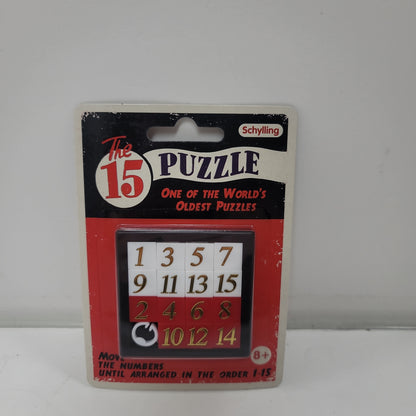 Schylling
The
15
PUZZLE
ONE OF THE WORLD'S
OLDEST PUZZLES
1 3 5 7
9 11 13 15
2 4 6 8
10 12 14
MOVE
THE NUMBERS
UNTIL ARRANGED IN THE ORDER 1-15
8+